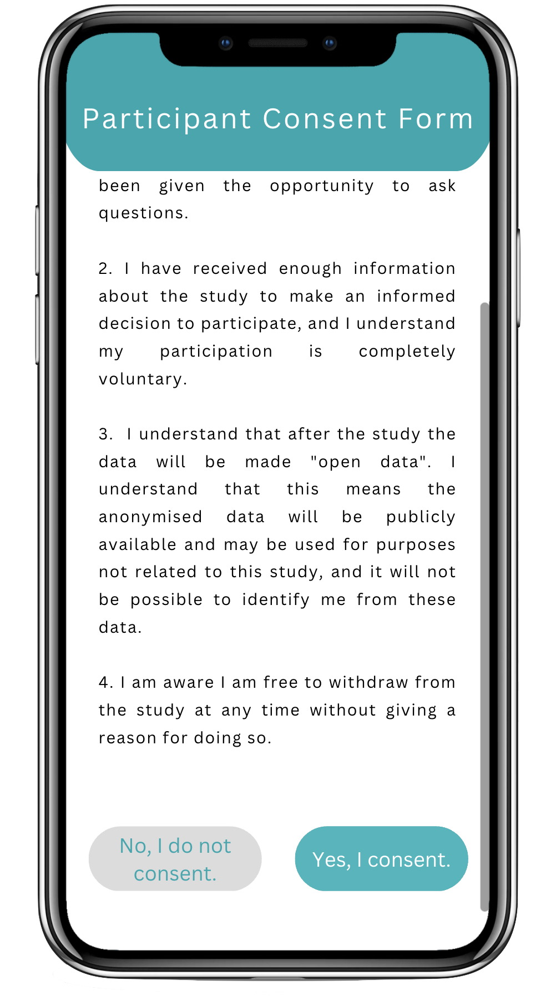 Participant Consent Form
been given the opportunity to ask
questions.
2. I have received enough information
about the study to make an informed
decision to participate, and I understand
my participation is completely
voluntary.
3. I understand that after the study the
data will be made "open data". I
understand that this means the
anonymised data will be publicly
available and may be used for purposes
not related to this study, and it will not
be possible to identify me from these
data.
4. I am aware I am free to withdraw from
the study at any time without giving a
reason for doing so.
No, I do not
consent.
Yes, I consent.